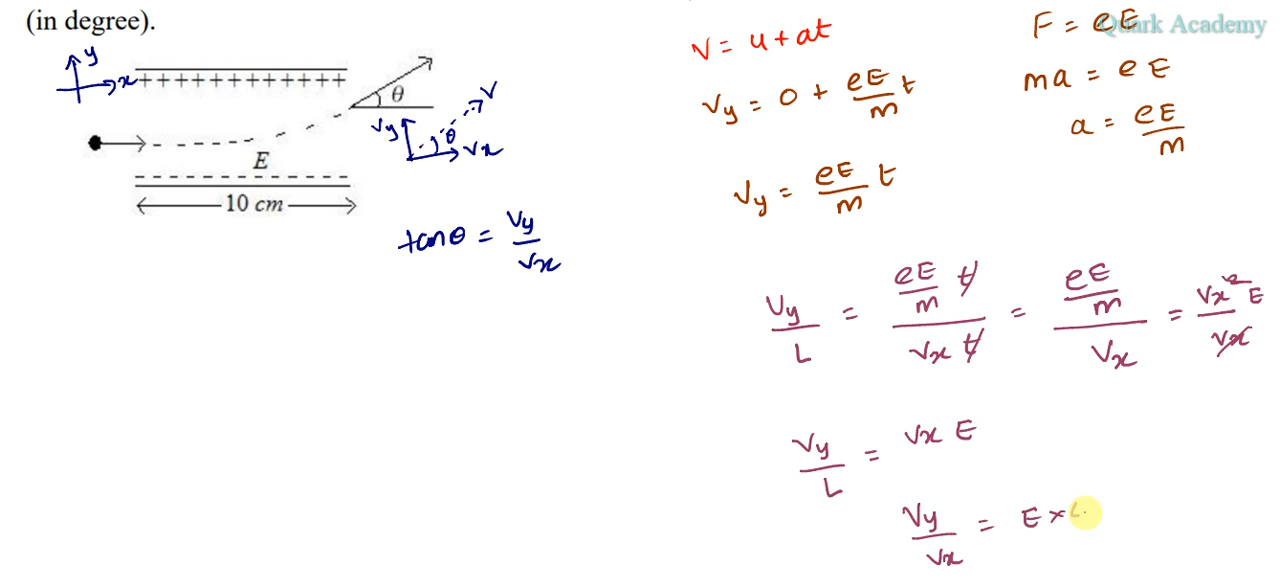 (in degree).
Quark Academy
y
x
+ + + + + + + + + + + +
θ
E
10 cm
Vy
θ
V
Vx
tanθ = Vy/Vx
V = u + at
F = eE
Vy = 0 + eE/m t
ma = eE
a = eE/m
Vy = eE/m t
Vy/L = (eE/m t)/(Vx t) = (eE/m)/Vx = Vx² E/Vx
Vy/L = Vx E
Vy/Vx = E × L